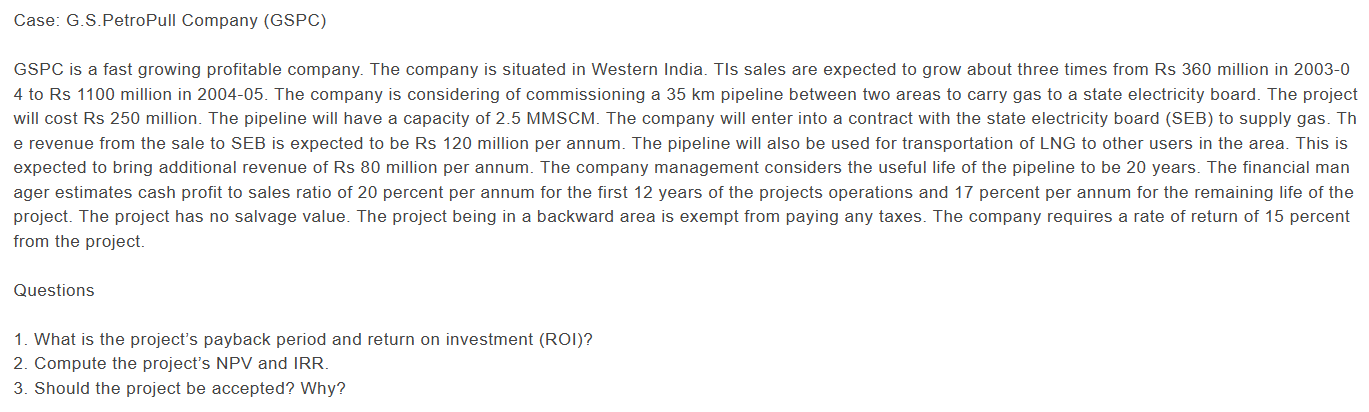 Case: G.S.PetroPull Company (GSPC)
GSPC is a fast growing profitable company. The company is situated in Western India. TIs sales are expected to grow about three times from Rs 360 million in 2003-0
4 to Rs 1100 million in 2004-05. The company is considering of commissioning a 35 km pipeline between two areas to carry gas to a state electricity board. The project
will cost Rs 250 million. The pipeline will have a capacity of 2.5 MMSCM. The company will enter into a contract with the state electricity board (SEB) to supply gas. Th
e revenue from the sale to SEB is expected to be Rs 120 million per annum. The pipeline will also be used for transportation of LNG to other users in the area. This is
expected to bring additional revenue of Rs 80 million per annum. The company management considers the useful life of the pipeline to be 20 years. The financial man
ager estimates cash profit to sales ratio of 20 percent per annum for the first 12 years of the projects operations and 17 percent per annum for the remaining life of the
project. The project has no salvage value. The project being in a backward area is exempt from paying any taxes. The company requires a rate of return of 15 percent
from the project.
Questions
1. What is the project’s payback period and return on investment (ROI)?
2. Compute the project’s NPV and IRR.
3. Should the project be accepted? Why?